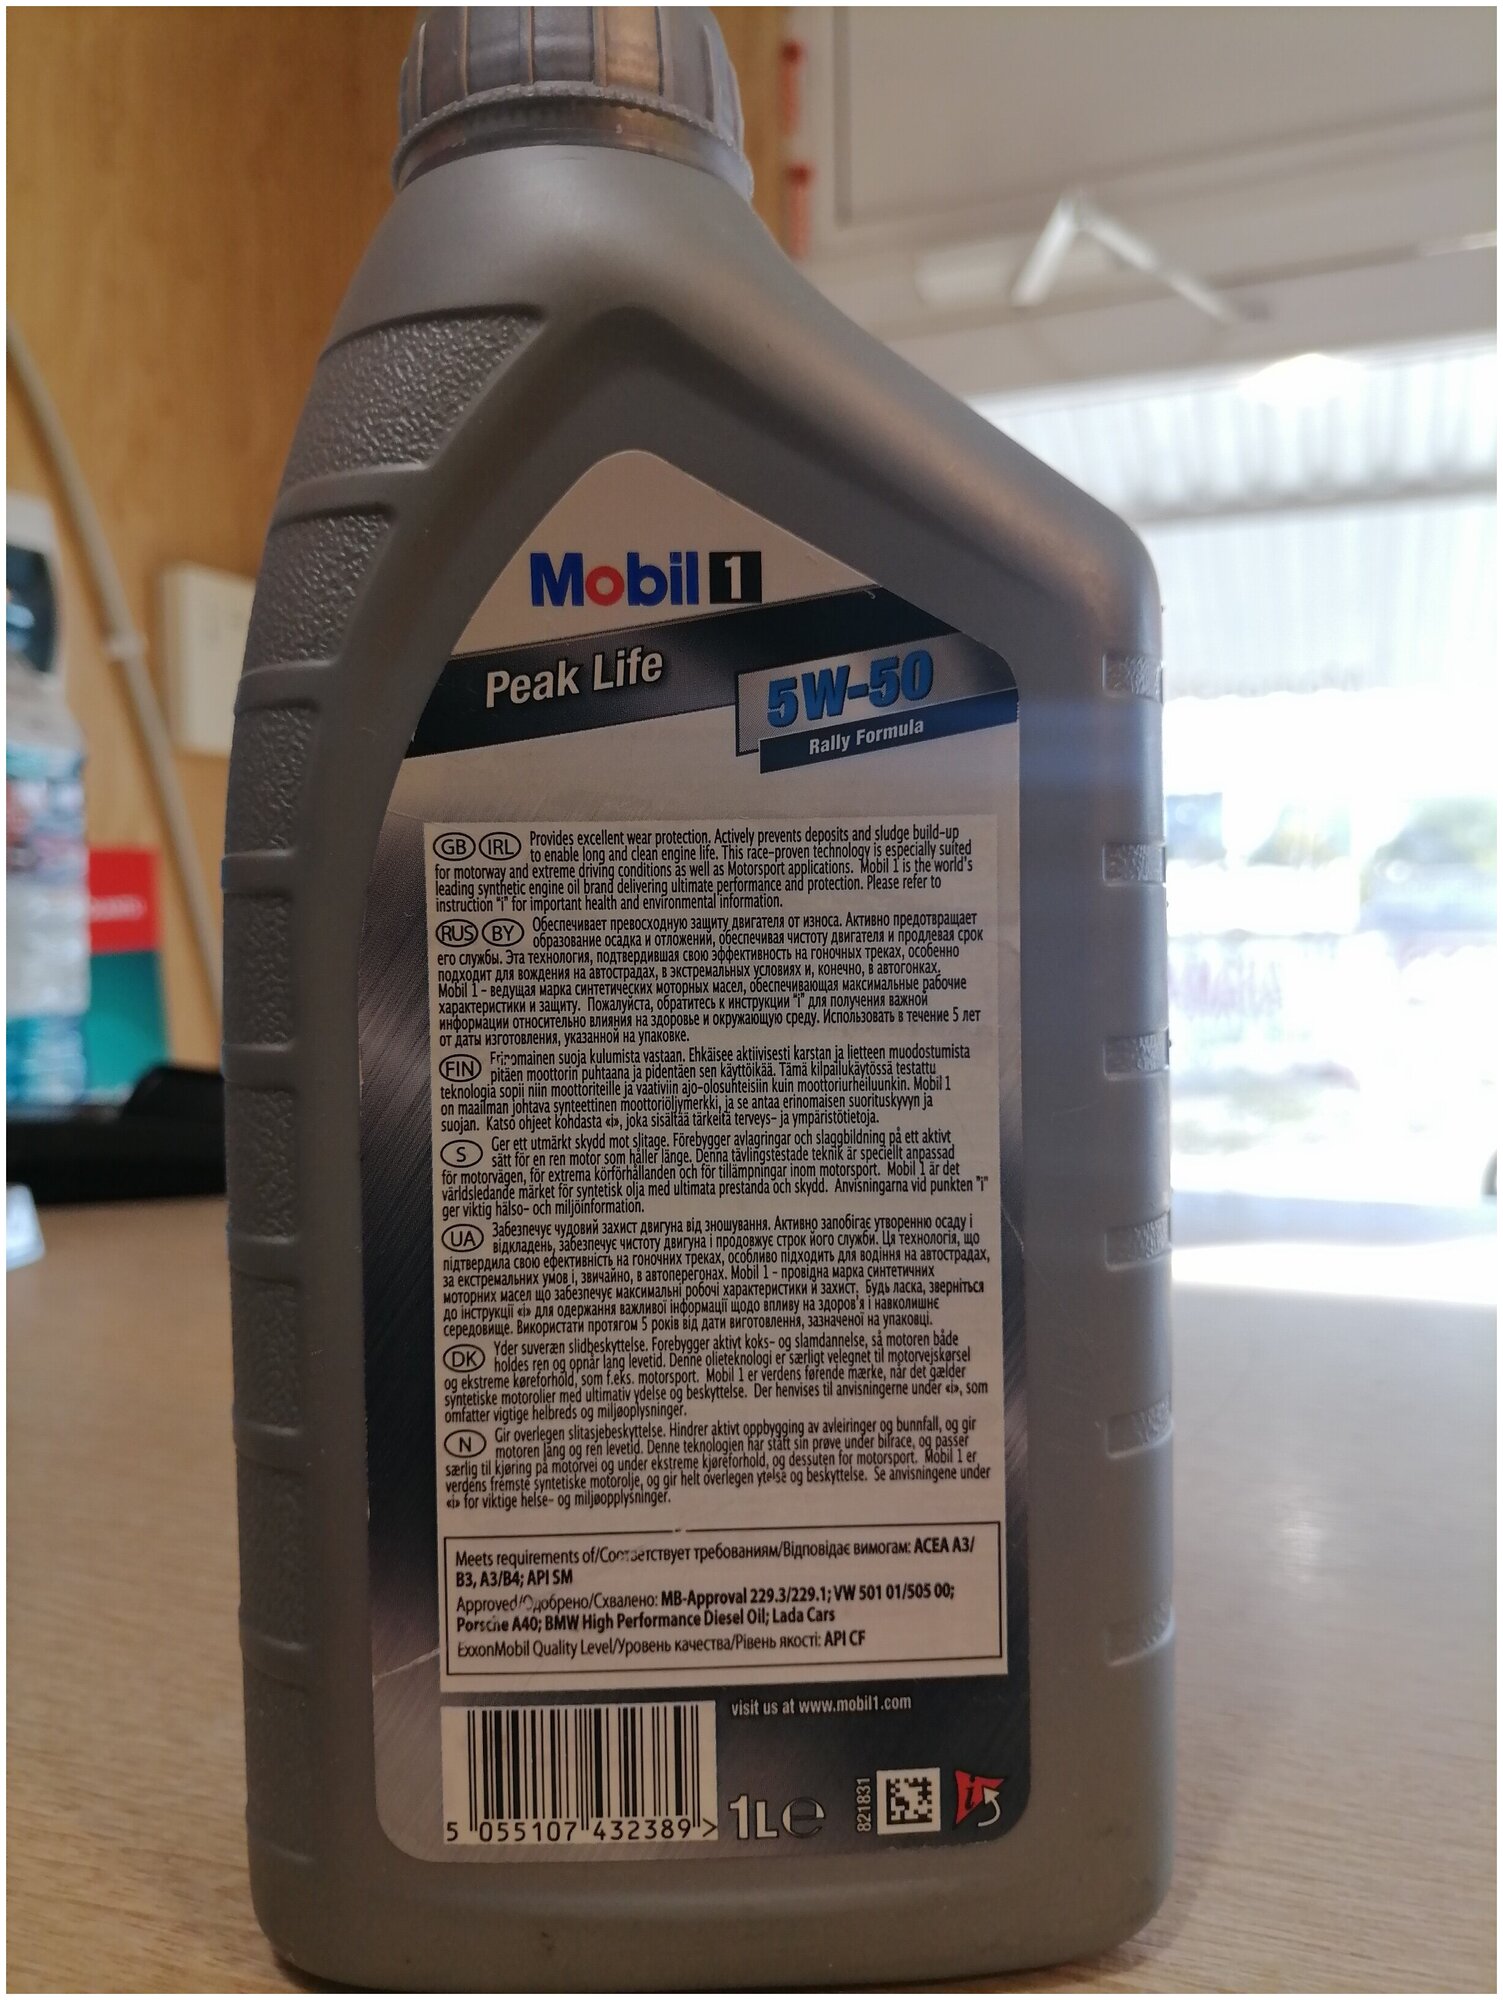 Mobil 1
Peak Life
5W-50
Rally Formula
GB IRL Provides excellent wear protection. Actively prevents deposits and sludge build-up
to enable long and clean engine life. This race-proven technology is especially suited
for motorway and extreme driving conditions as well as Motorsport applications. Mobil 1 is the world's
leading synthetic engine oil brand delivering ultimate performance and protection. Please refer to
instruction "i" for important health and environmental information.
RUS BY Обеспечивает превосходную защиту двигателя от износа. Активно предотвращает
образование осадка и отложений, обеспечивая чистоту двигателя и продлевая срок
его службы. Эта технология, подтвердившая свою эффективность на гоночных треках, особенно
подходит для вождения на автострадах, в экстремальных условиях и, конечно, в автогонках.
Mobil 1 - ведущая марка синтетических моторных масел, обеспечивающая максимальные рабочие
характеристики и защиту. Пожалуйста, обратитесь к инструкции "i" для получения важной
информации относительно влияния на здоровье и окружающую среду. Использовать в течение 5 лет
от даты изготовления, указанной на упаковке.
FIN Erinomainen suoja kulumista vastaan. Ehkäisee aktiivisesti karstan ja lietteen muodostumista
pitäen moottorin puhtaana ja pidentäen sen käyttöikää. Tämä kilpailukäytössä testattu
teknologia sopii niin moottoriteille ja vaativiin ajo-olosuhteisiin kuin moottoriurheiluunkin. Mobil 1
on maailman johtava synteettinen moottoriöljymerkki, ja se antaa erinomaisen suorituskyvyn ja
suojan. Katso ohjeet kohdasta «i», joka sisältää tärkeitä terveys- ja ympäristötietoja.
S Ger ett utmärkt skydd mot slitage. Förebygger avlagringar och slaggbildning på ett aktivt
sätt för en ren motor som håller länge. Denna tävlingstestade teknik är speciellt anpassad
för motorvägen, för extrema körförhållanden och för tillämpningar inom motorsport. Mobil 1 är det
världsledande märket för syntetisk olja med ultimata prestanda och skydd. Anvisningarna vid punkten "i"
ger viktig hälso- och miljöinformation.
UA Забезпечує чудовий захист двигуна від зношування. Активно запобігає утворенню осаду і
відкладень, забезпечує чистоту двигуна і продовжує строк його служби. Ця технологія, що
підтвердила свою ефективність на гоночних треках, особливо підходить для водіння на автострадах,
за екстремальних умов і, звичайно, в автоперегонах. Mobil 1 - провідна марка синтетичних
моторних масел що забезпечує максимальні робочі характеристики й захист. Будь ласка, зверніться
до інструкції «i» для одержання важливої інформації щодо впливу на здоров'я і навколишнє
середовище. Використати протягом 5 років від дати виготовлення, зазначеної на упаковці.
DK Yder suveræn slidbeskyttelse. Forebygger aktivt koks- og slamdannelse, så motoren både
holdes ren og opnår lang levetid. Denne olieteknologi er særligt velegnet til motorvejskørsel
og ekstreme køreforhold, som f.eks. motorsport. Mobil 1 er verdens førende mærke, når det gælder
syntetiske motorolier med ultimativ ydelse og beskyttelse. Der henvises til anvisningerne under «i», som
omfatter vigtige helbreds og miljøoplysninger.
N Gir overlegen slitasjebeskyttelse. Hindrer aktivt oppbygging av avleiringer og bunnfall, og gir
motoren lang og ren levetid. Denne teknologien har stått sin prøve under bilrace, og passer
særlig til kjøring på motorvei og under ekstreme kjøreforhold, og dessuten for motorsport. Mobil 1 er
verdens fremste syntetiske motorolje, og gir helt overlegen ytelse og beskyttelse. Se anvisningene under
«i» for viktige helse- og miljøopplysninger.
Meets requirements of/Соответствует требованиям/Відповідає вимогам: ACEA A3/
B3, A3/B4; API SM
Approved/Одобрено/Схвалено: MB-Approval 229.3/229.1; VW 501 01/505 00;
Porsche A40; BMW High Performance Diesel Oil; Lada Cars
ExxonMobil Quality Level/Уровень качества/Рівень якості: API CF
visit us at www.mobil1.com
5 055107 432389 >
1L e
821831
i